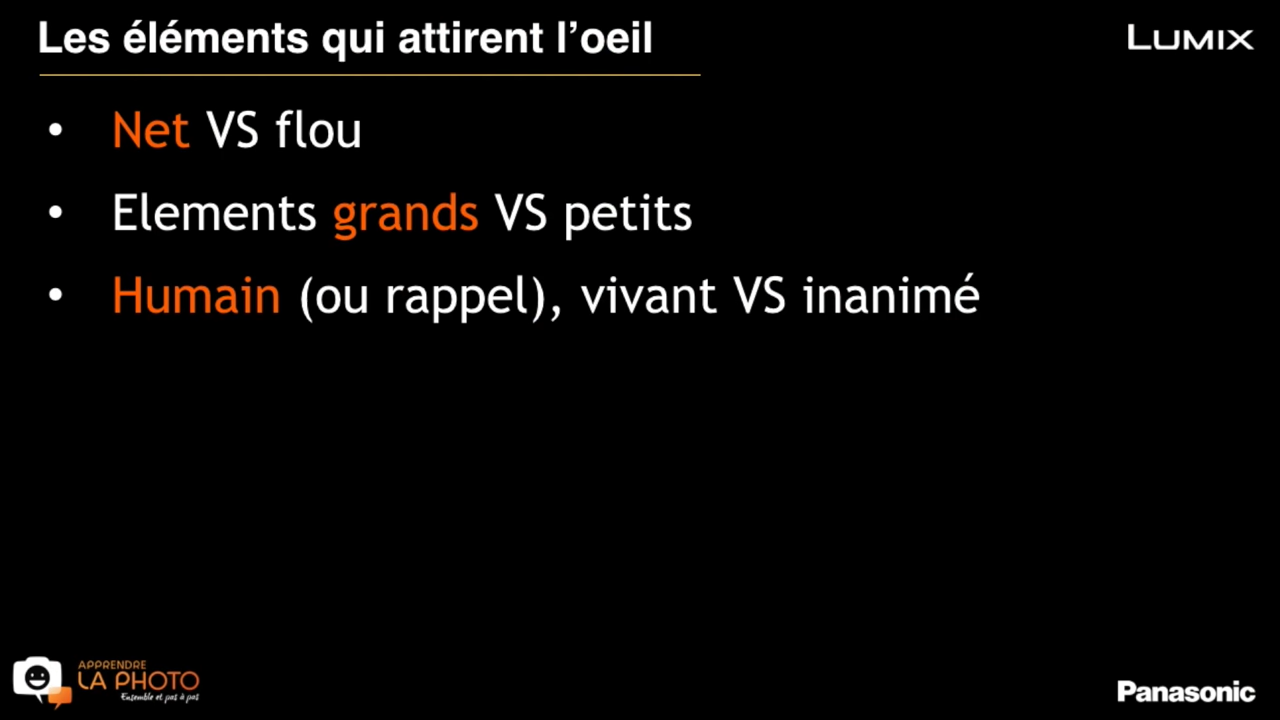 Les éléments qui attirent l’oeil
LUMIX
• Net VS flou
• Elements grands VS petits
• Humain (ou rappel), vivant VS inanimé
APPRENDRE
LA PHOTO
Ensemble et pas à pas
Panasonic